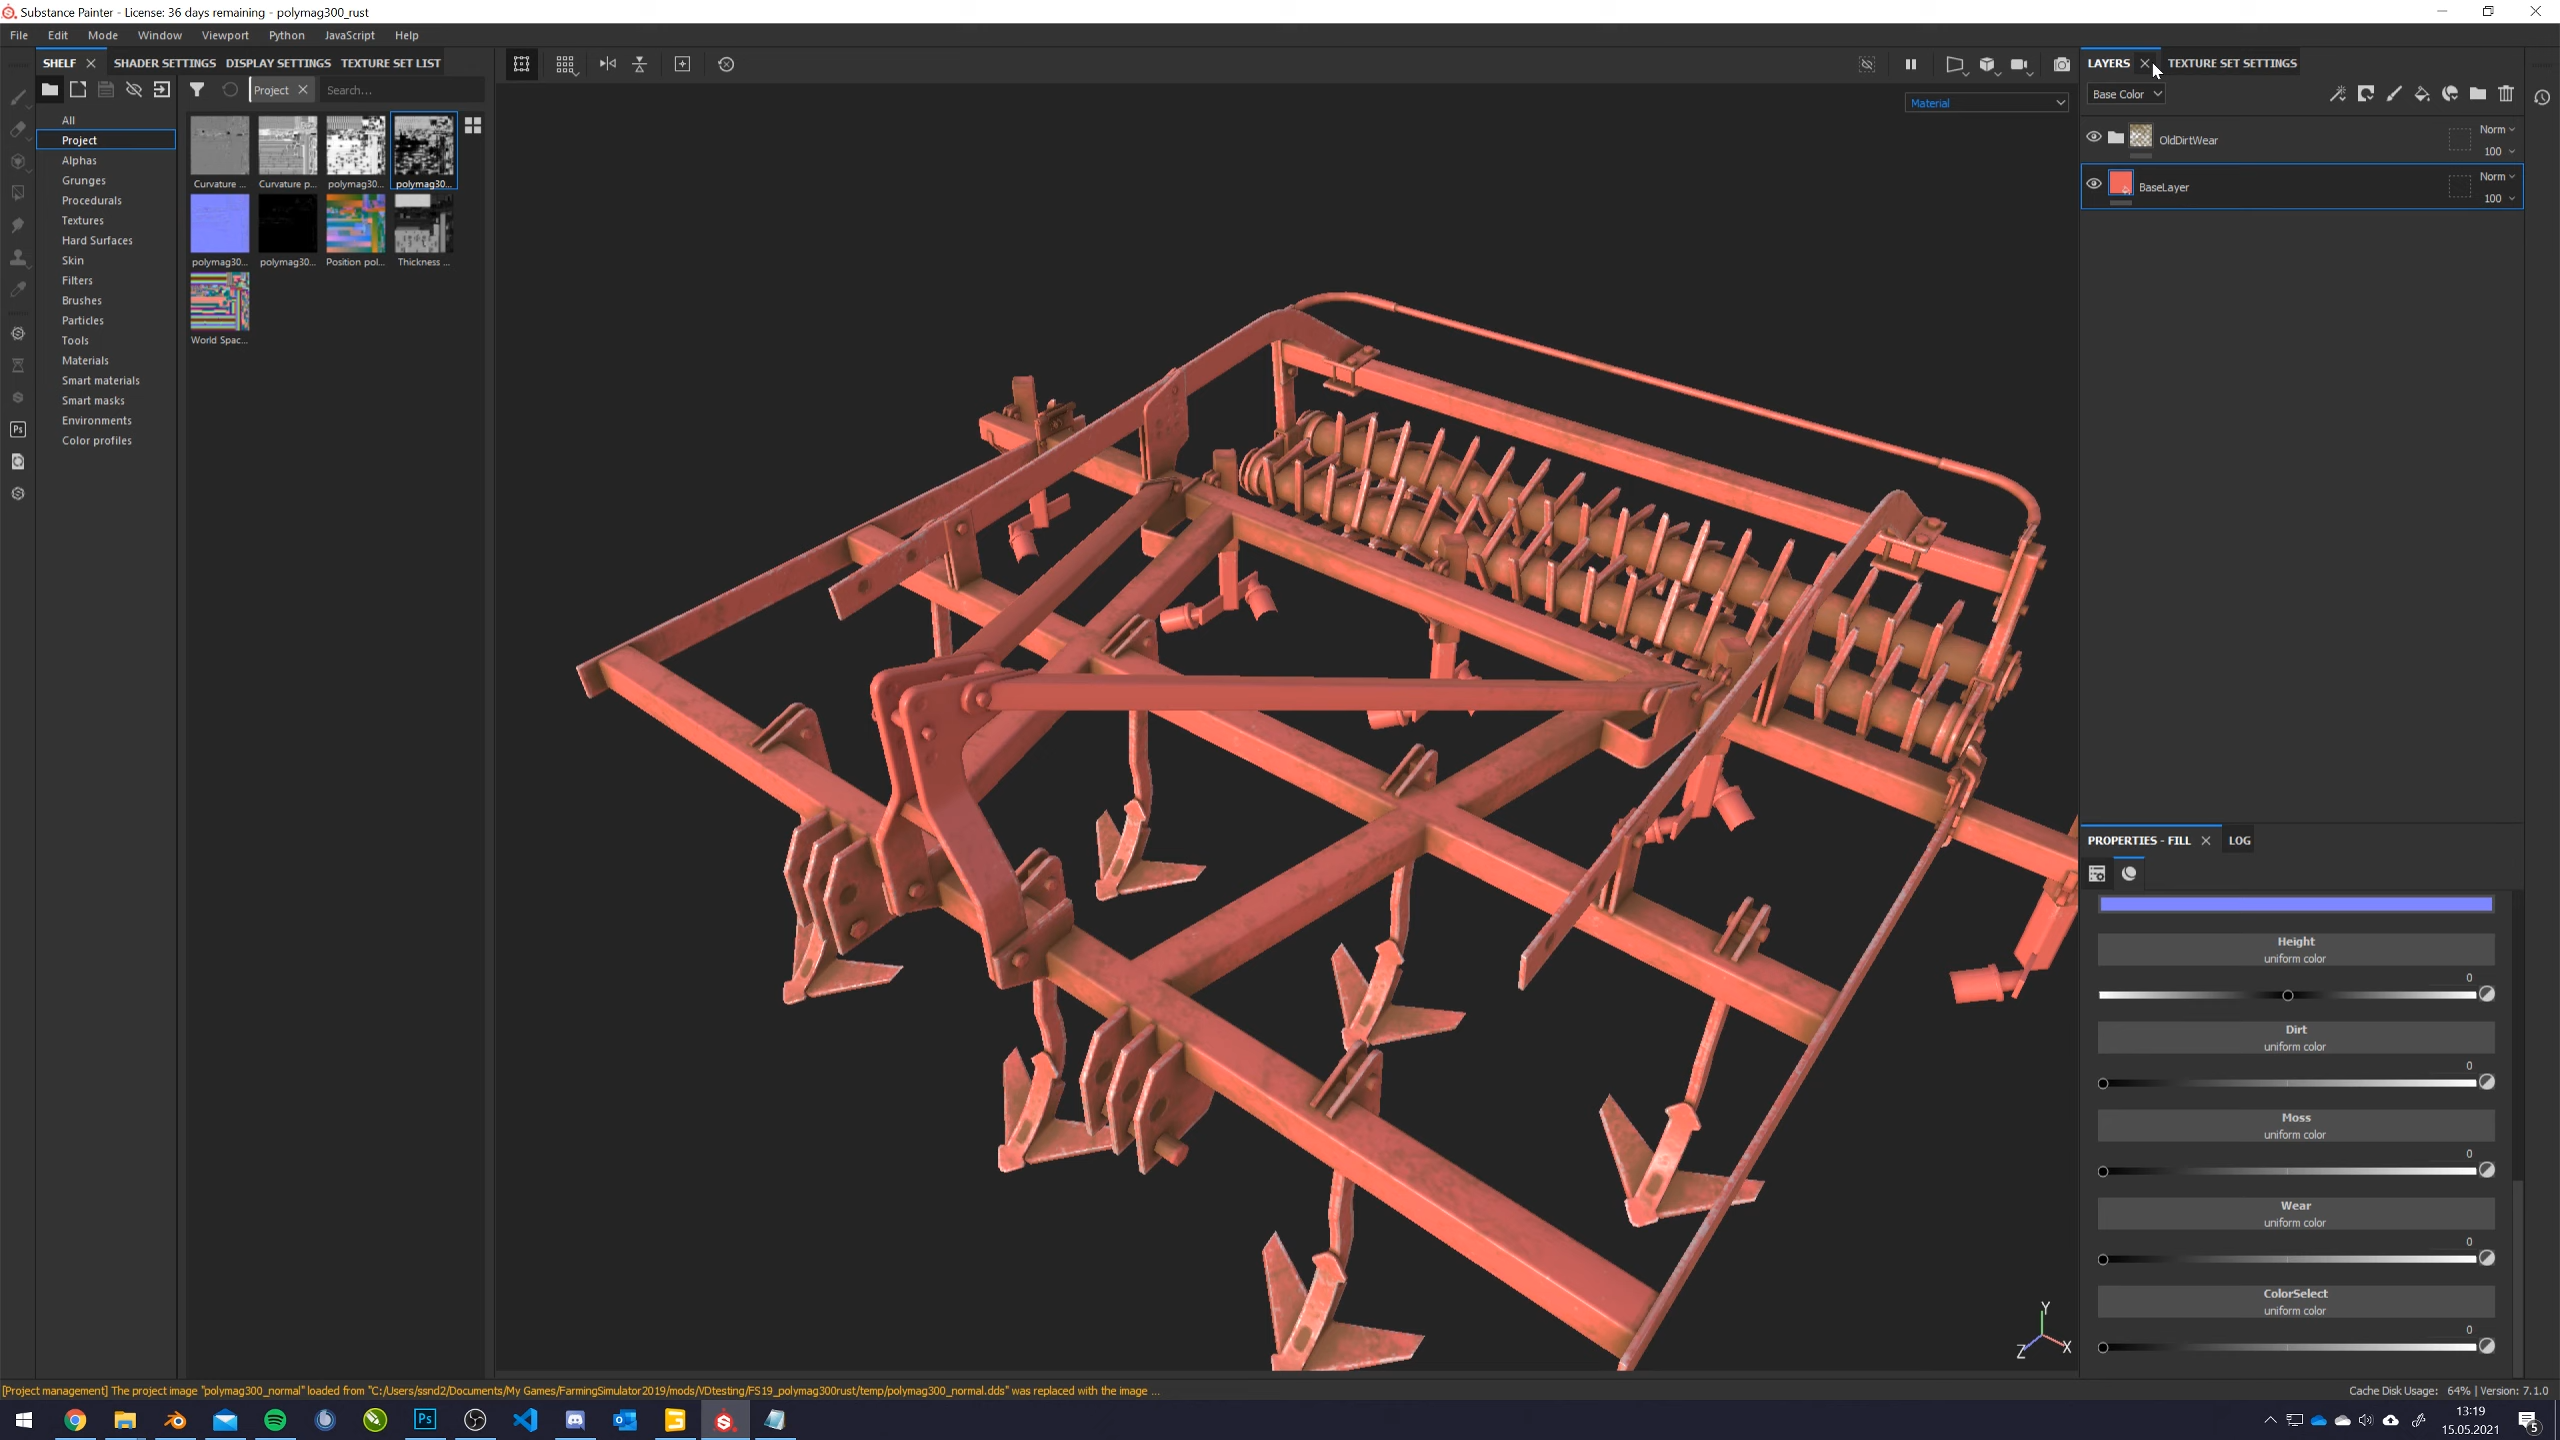 Substance Painter - License: 36 days remaining - polymag300_rust
File Edit Mode Window Viewport Python JavaScript Help
SHELF SHADER SETTINGS DISPLAY SETTINGS TEXTURE SET LIST
LAYERS TEXTURE SET SETTINGS
Project
Search...
Base Color
Material
All
Project
Alphas
Grunges
Procedurals
Textures
Hard Surfaces
Skin
Filters
Brushes
Particles
Tools
Materials
Smart materials
Smart masks
Environments
Color profiles
Curvature ... Curvature p... polymag30... polymag30...
polymag30... polymag30... Position pol... Thickness ...
World Spac...
OldDirtWear
Norm
100
BaseLayer
Norm
100
PROPERTIES - FILL LOG
Height
uniform color
0
Dirt
uniform color
0
Moss
uniform color
0
Wear
uniform color
0
ColorSelect
uniform color
0
Y
Z X
Ps
[Project management] The project image "polymag300_normal" loaded from "C:/Users/ssnd2/Documents/My Games/FarmingSimulator2019/mods/VDtesting/FS19_polymag300rust/temp/polymag300_normal.dds" was replaced with the image ...
Cache Disk Usage: 64% | Version: 7.1.0
Ps
13:19
15.05.2021
5